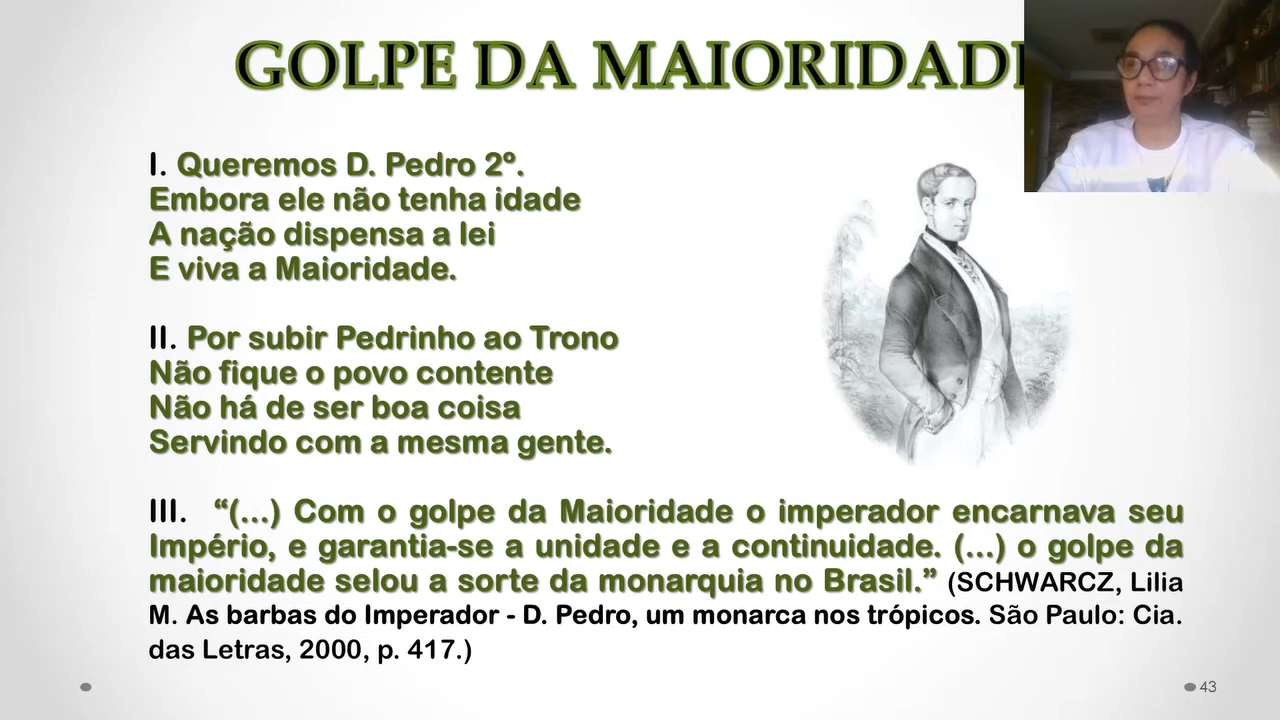 GOLPE DA MAIORIDADE
I. Queremos D. Pedro 2º.
Embora ele não tenha idade
A nação dispensa a lei
E viva a Maioridade.
II. Por subir Pedrinho ao Trono
Não fique o povo contente
Não há de ser boa coisa
Servindo com a mesma gente.
III. “(...) Com o golpe da Maioridade o imperador encarnava seu
Império, e garantia-se a unidade e a continuidade. (...) o golpe da
maioridade selou a sorte da monarquia no Brasil.” (SCHWARCZ, Lilia
M. As barbas do Imperador - D. Pedro, um monarca nos trópicos. São Paulo: Cia.
das Letras, 2000, p. 417.)
43